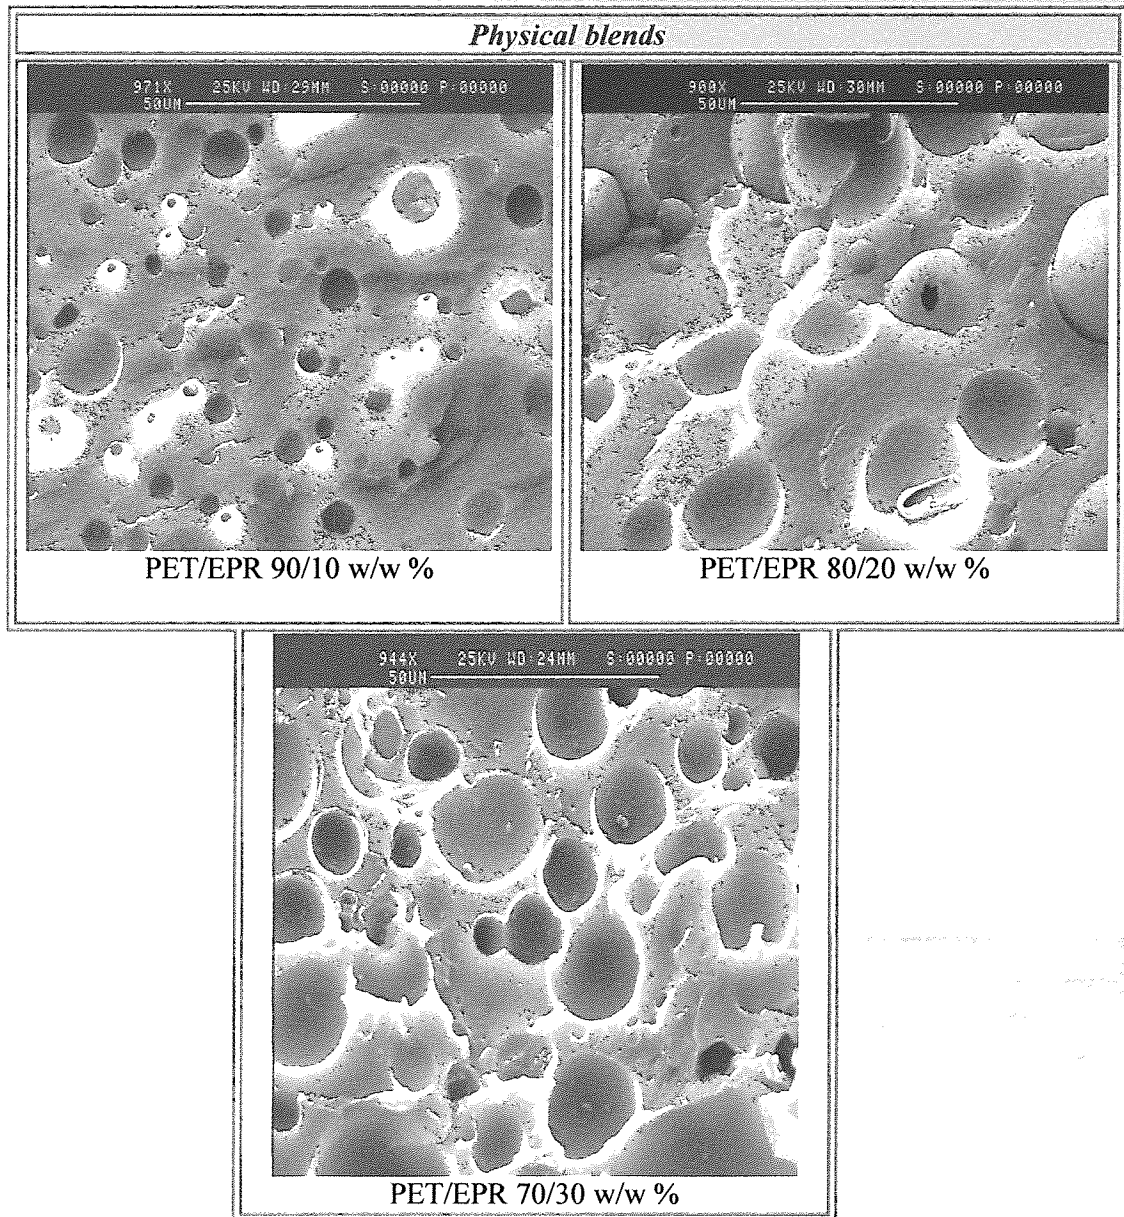 Physical blends
971X 25KV WD:29MM S:00000 P:00000
50UM
960X 25KV WD:30MM S:00000 P:00000
50UM
PET/EPR 90/10 w/w %
PET/EPR 80/20 w/w %
944X 25KV WD:24MM S:00000 P:00000
50UM
PET/EPR 70/30 w/w %